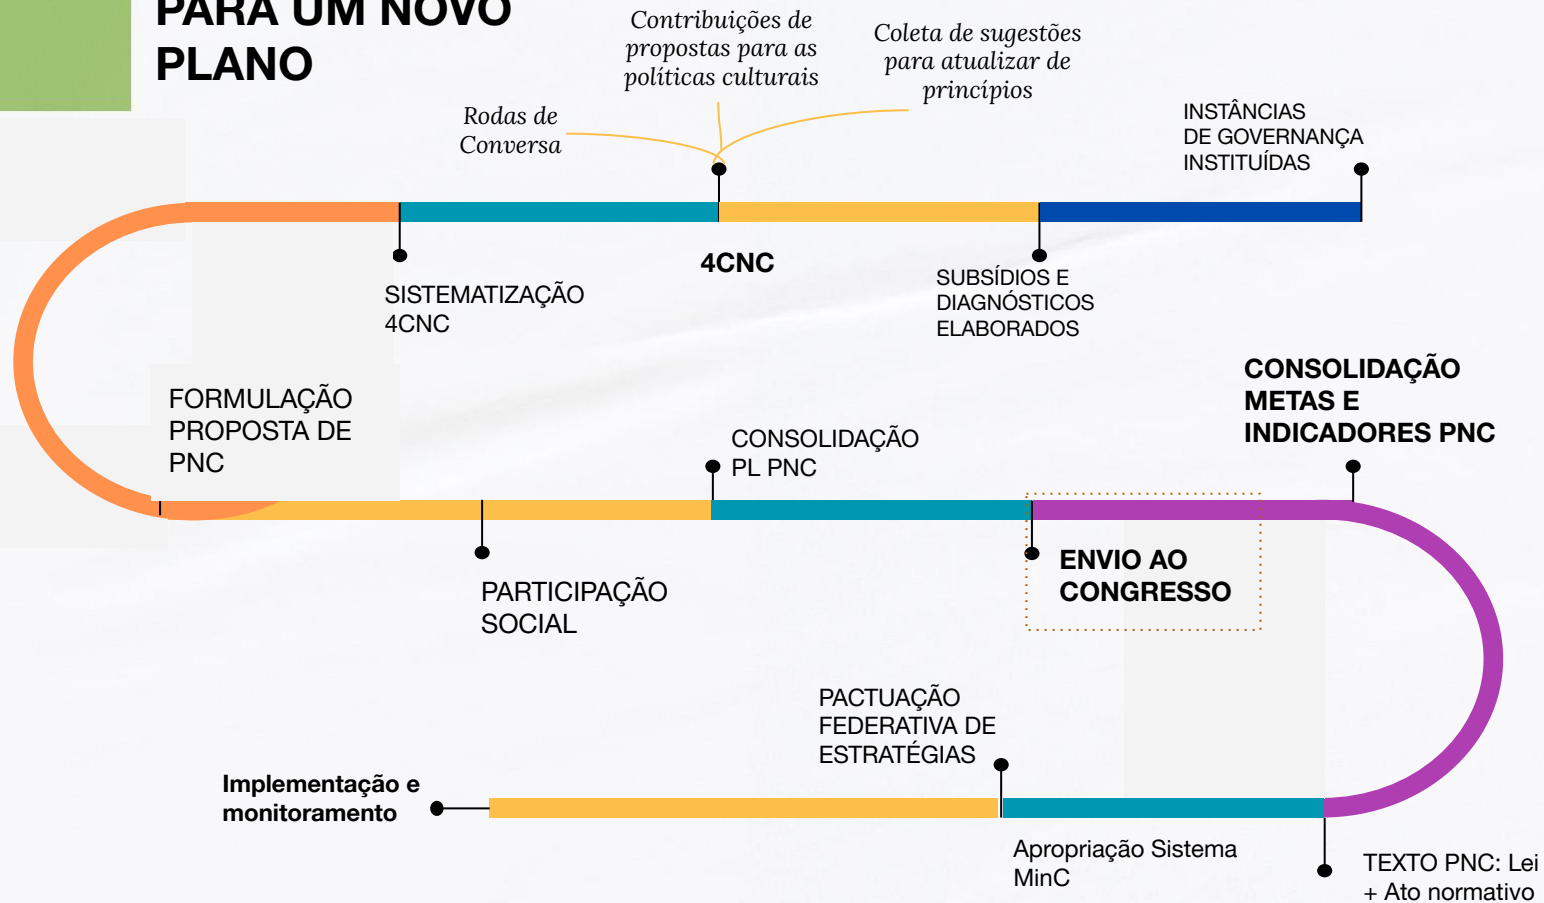 PARA UM NOVO
PLANO
Contribuições de
propostas para as
políticas culturais
Coleta de sugestões
para atualizar de
princípios
Rodas de
Conversa
INSTÂNCIAS
DE GOVERNANÇA
INSTITUÍDAS
SISTEMATIZAÇÃO
4CNC
4CNC
SUBSÍDIOS E
DIAGNÓSTICOS
ELABORADOS
FORMULAÇÃO
PROPOSTA DE
PNC
CONSOLIDAÇÃO
PL PNC
CONSOLIDAÇÃO
METAS E
INDICADORES PNC
PARTICIPAÇÃO
SOCIAL
ENVIO AO
CONGRESSO
PACTUAÇÃO
FEDERATIVA DE
ESTRATÉGIAS
Implementação e
monitoramento
Apropriação Sistema
MinC
TEXTO PNC: Lei
+ Ato normativo